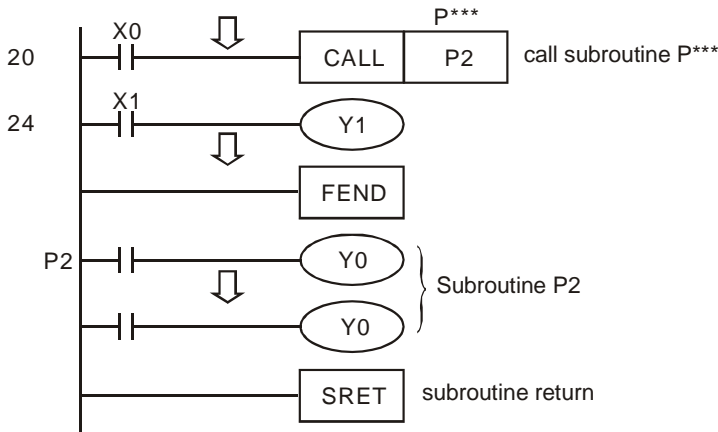 P***
X0
20 CALL P2 call subroutine P***
X1
24 Y1
FEND
P2 Y0
Subroutine P2
Y0
SRET subroutine return